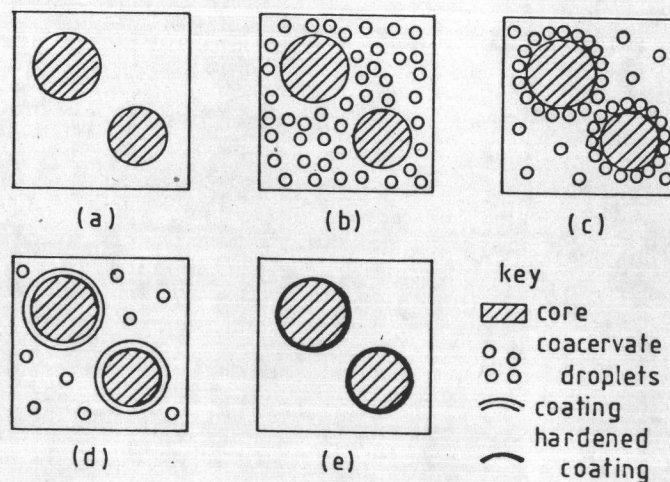 (a)
(b)
(c)
(d)
(e)
key
core
coacervate
droplets
coating
hardened
coating